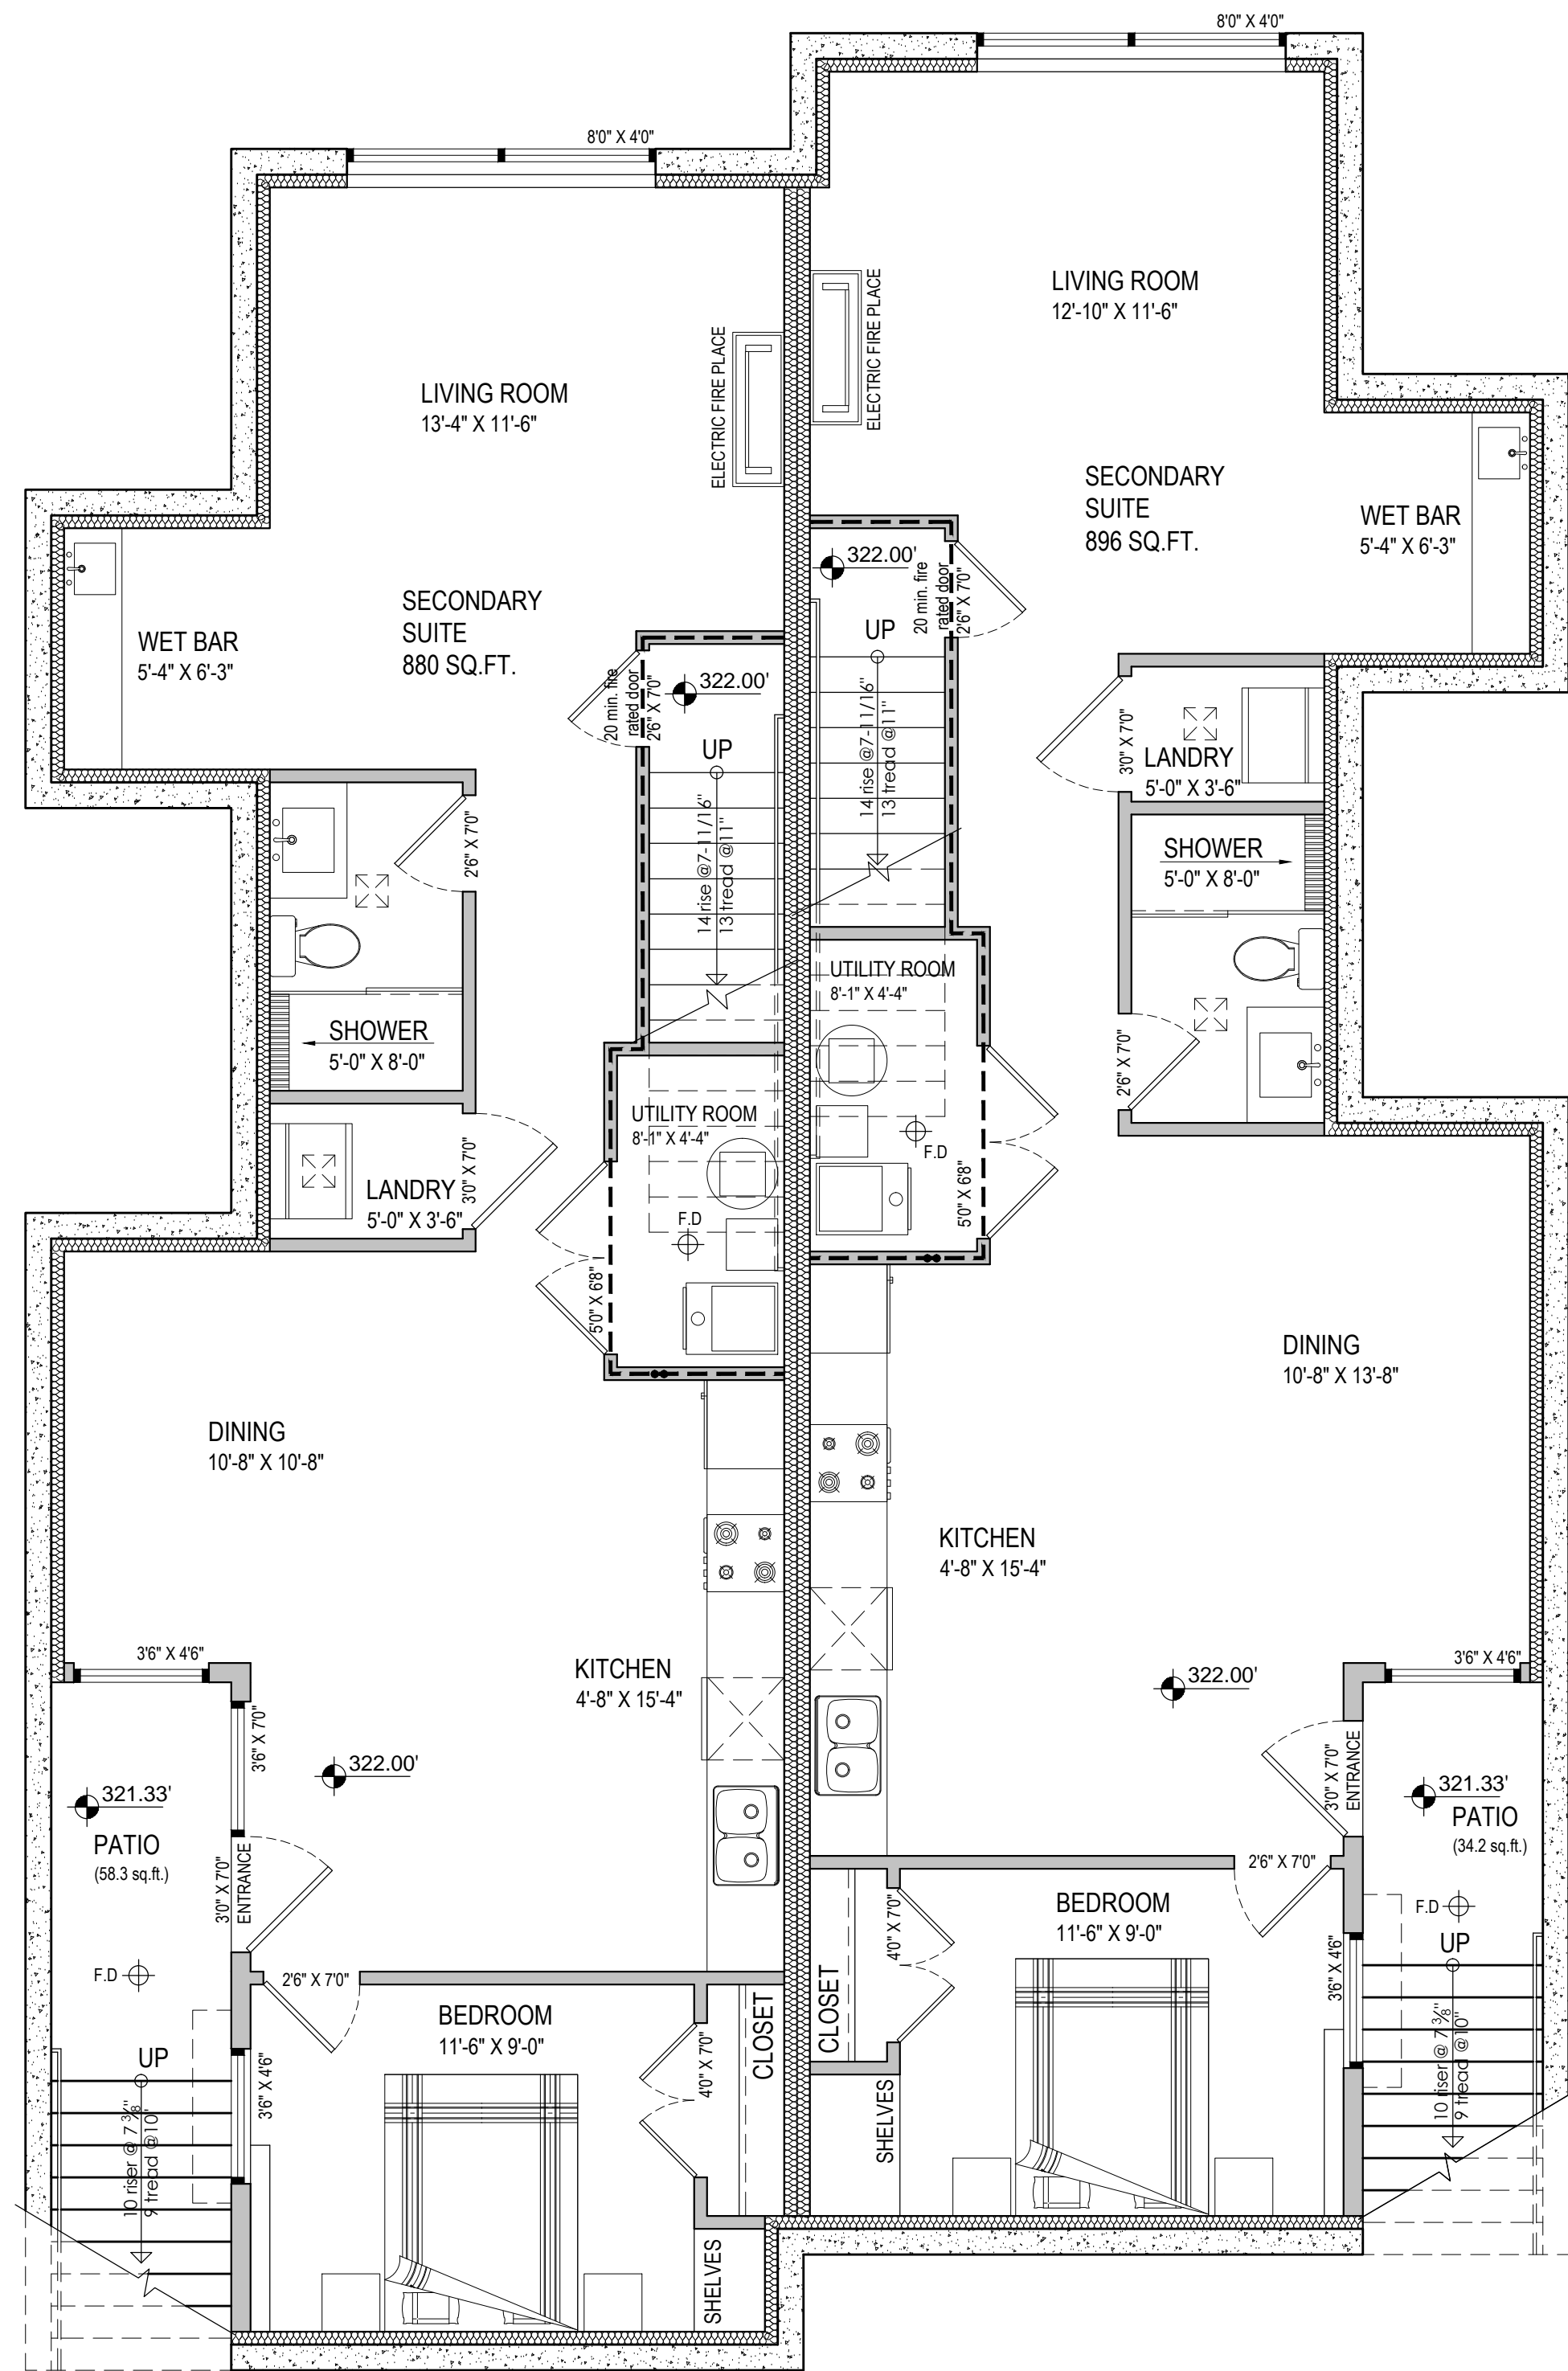 8'0" X 4'0"
8'0" X 4'0"
LIVING ROOM
12'-10" X 11'-6"
ELECTRIC FIRE PLACE
ELECTRIC FIRE PLACE
LIVING ROOM
13'-4" X 11'-6"
SECONDARY
SUITE
896 SQ.FT.
WET BAR
5'-4" X 6'-3"
322.00'
20 min. fire
rated door
2'6" X 7'0"
UP
14 rise @7-11/16"
13 tread @11"
SECONDARY
SUITE
880 SQ.FT.
WET BAR
5'-4" X 6'-3"
20 min. fire
rated door
2'6" X 7'0"
322.00'
UP
14 rise @7-11/16"
13 tread @11"
3'0" X 7'0"
LANDRY
5'-0" X 3'-6"
SHOWER
5'-0" X 8'-0"
2'6" X 7'0"
2'6" X 7'0"
UTILITY ROOM
8'-1" X 4'-4"
F.D
5'0" X 6'8"
SHOWER
5'-0" X 8'-0"
UTILITY ROOM
8'-1" X 4'-4"
F.D
5'0" X 6'8"
3'0" X 7'0"
LANDRY
5'-0" X 3'-6"
DINING
10'-8" X 13'-8"
DINING
10'-8" X 10'-8"
KITCHEN
4'-8" X 15'-4"
3'6" X 4'6"
3'6" X 4'6"
KITCHEN
4'-8" X 15'-4"
322.00'
3'6" X 7'0"
322.00'
321.33'
PATIO
(58.3 sq.ft.)
3'0" X 7'0"
ENTRANCE
3'0" X 7'0"
ENTRANCE
321.33'
PATIO
(34.2 sq.ft.)
2'6" X 7'0"
BEDROOM
11'-6" X 9'-0"
4'0" X 7'0"
CLOSET
SHELVES
F.D
UP
3'6" X 4'6"
10 riser @ 7 3/8"
9 tread @10"
F.D
2'6" X 7'0"
BEDROOM
11'-6" X 9'-0"
4'0" X 7'0"
CLOSET
SHELVES
UP
3'6" X 4'6"
10 riser @ 7 3/8"
9 tread @10"